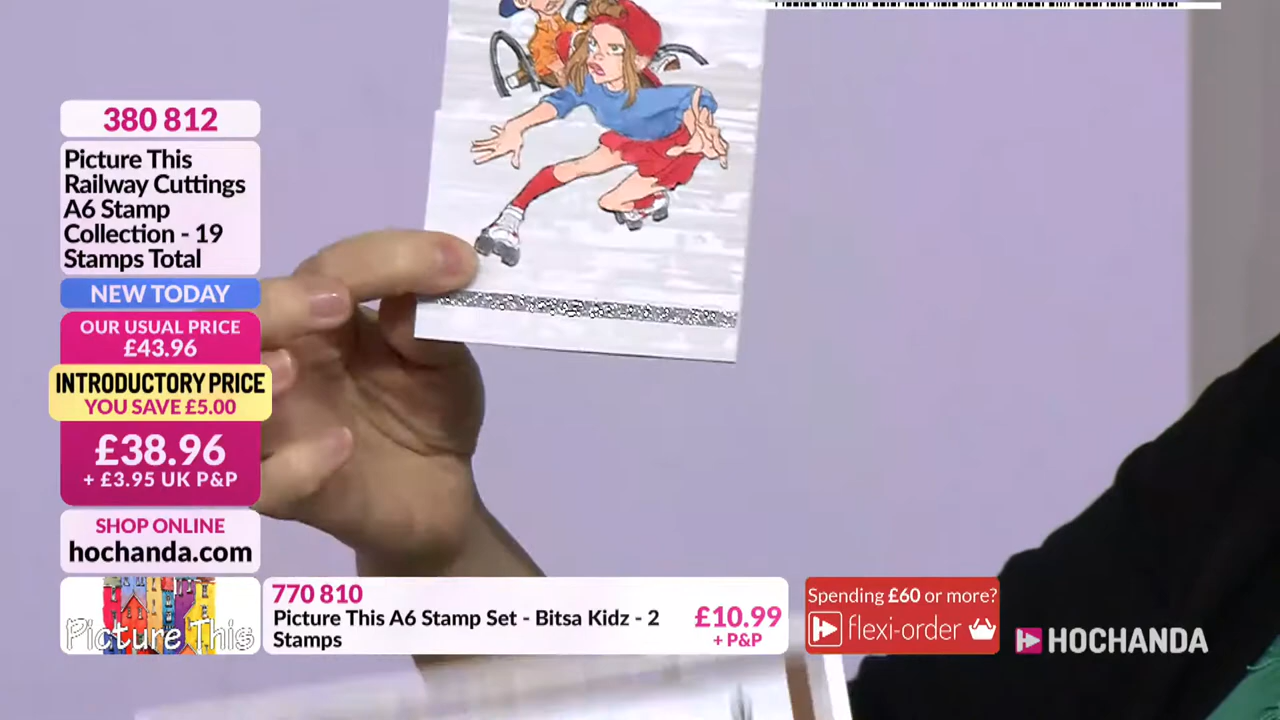 380 812
Picture This
Railway Cuttings
A6 Stamp
Collection - 19
Stamps Total
NEW TODAY
OUR USUAL PRICE
£43.96
INTRODUCTORY PRICE
YOU SAVE £5.00
£38.96
+ £3.95 UK P&P
SHOP ONLINE
hochanda.com
Picture This
770 810
Picture This A6 Stamp Set - Bitsa Kidz - 2
Stamps
£10.99
+ P&P
Spending £60 or more?
flexi-order
HOCHANDA